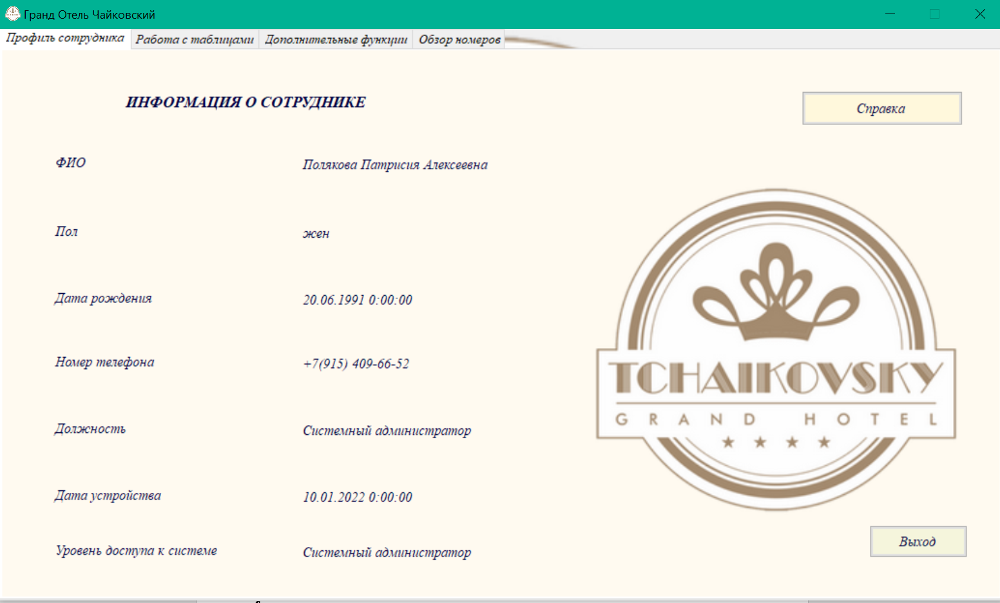 Гранд Отель Чайковский
Профиль сотрудника Работа с таблицами Дополнительные функции Обзор номеров
ИНФОРМАЦИЯ О СОТРУДНИКЕ
Справка
ФИО Полякова Патрисия Алексеевна
Пол жен
Дата рождения 20.06.1991 0:00:00
Номер телефона +7(915) 409-66-52
Должность Системный администратор
Дата устройства 10.01.2022 0:00:00
Уровень доступа к системе Системный администратор
TCHAIKOVSKY
GRAND HOTEL
Выход